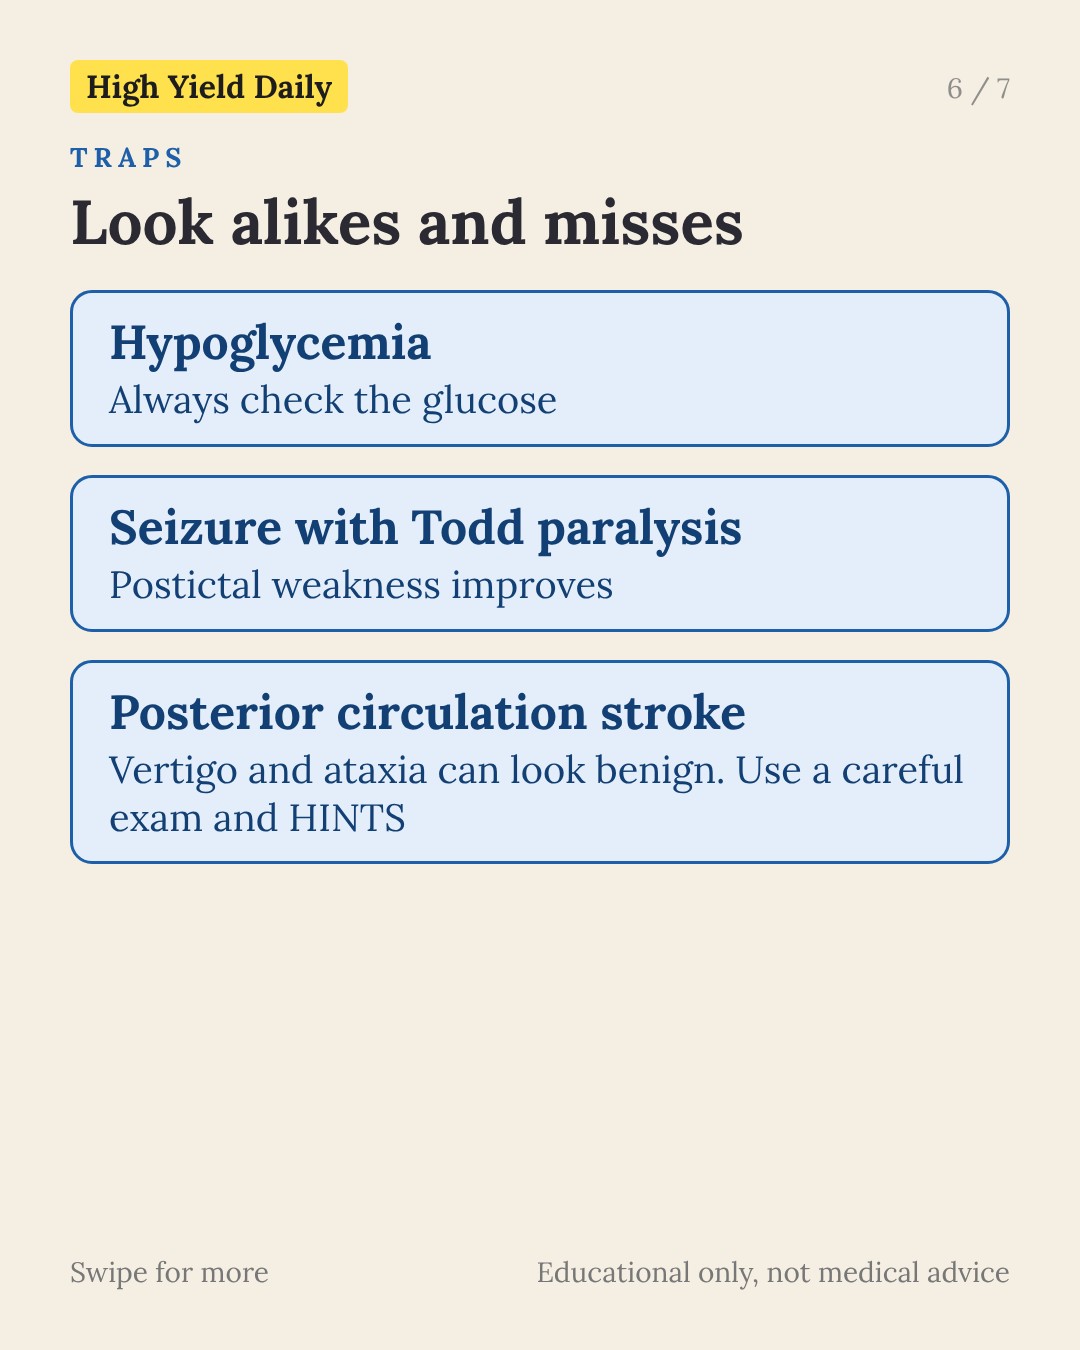 High Yield Daily
6 / 7
TRAPS
Look alikes and misses
Hypoglycemia
Always check the glucose
Seizure with Todd paralysis
Postictal weakness improves
Posterior circulation stroke
Vertigo and ataxia can look benign. Use a careful
exam and HINTS
Swipe for more
Educational only, not medical advice